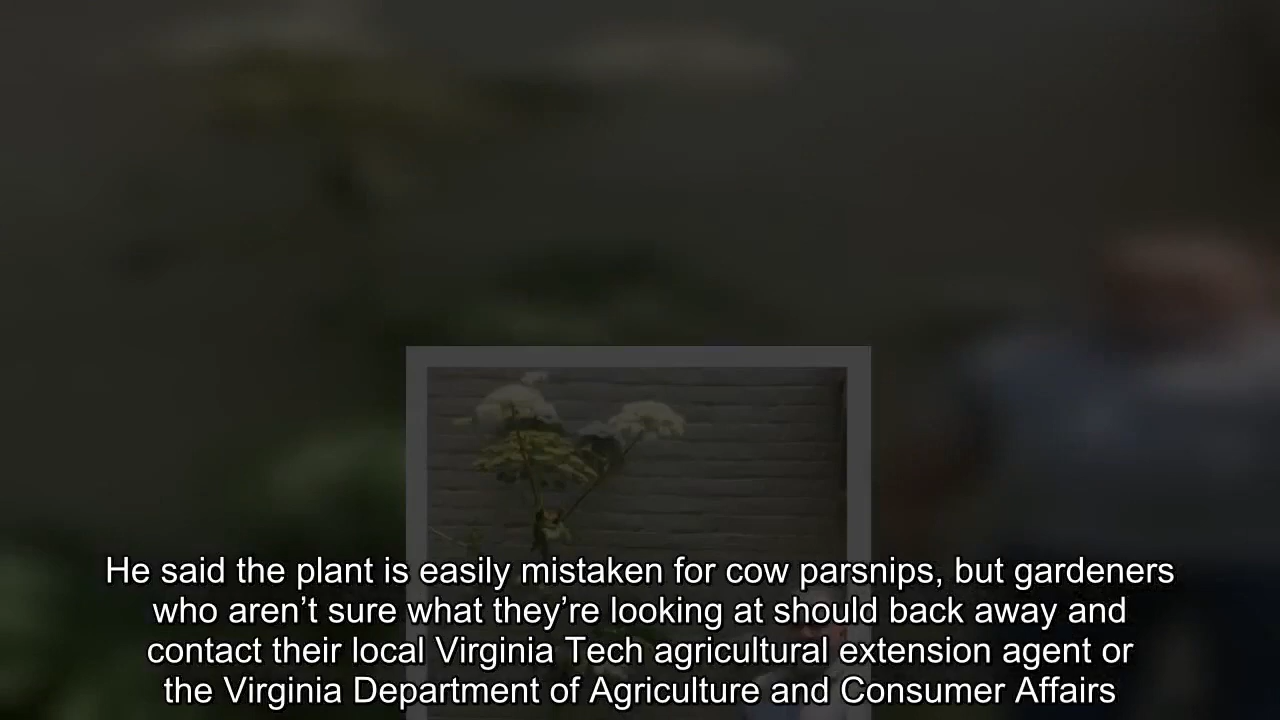 He said the plant is easily mistaken for cow parsnips, but gardeners
who aren’t sure what they’re looking at should back away and
contact their local Virginia Tech agricultural extension agent or
the Virginia Department of Agriculture and Consumer Affairs